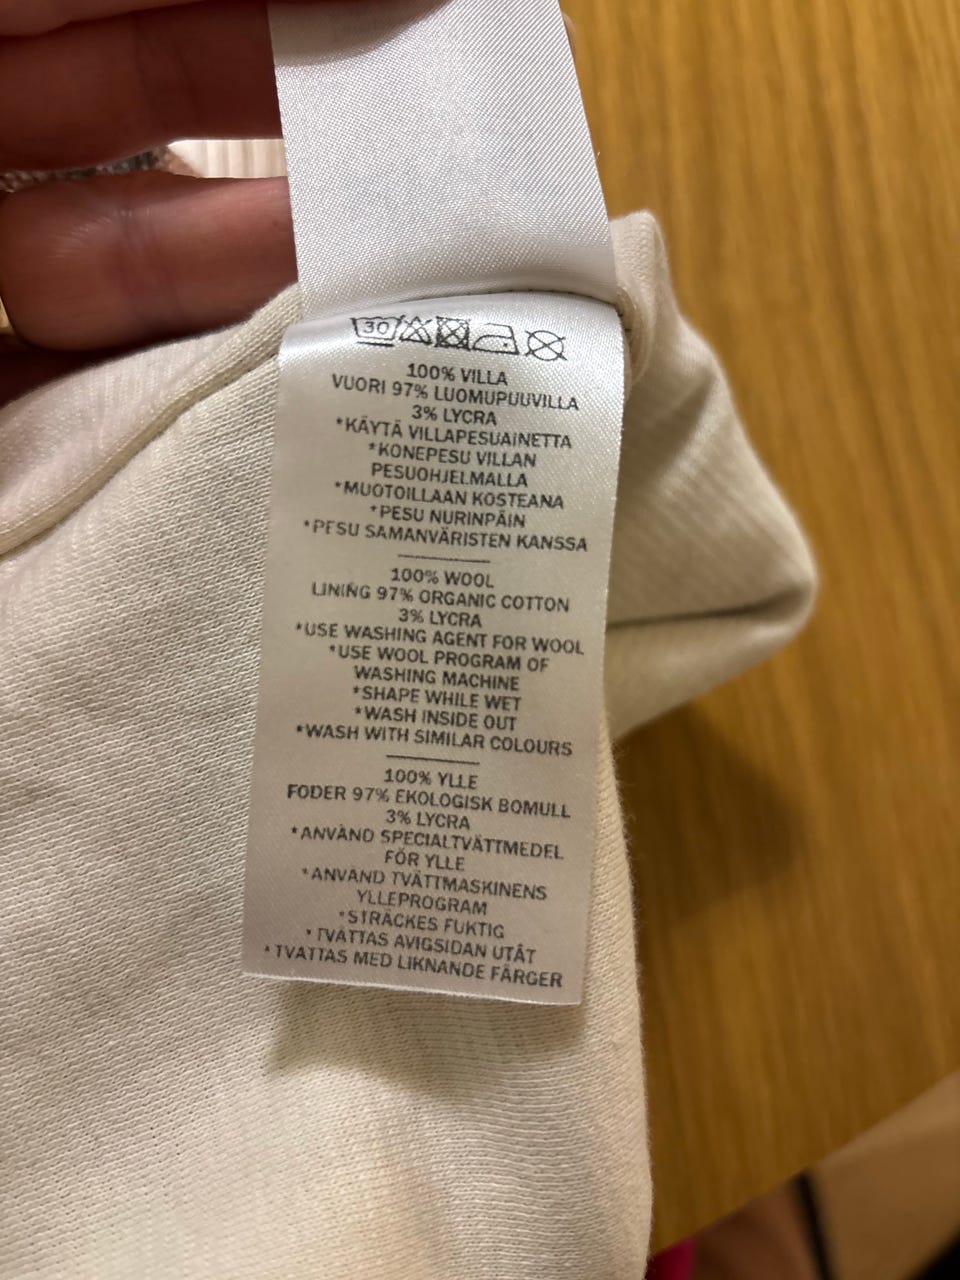 30
100% VILLA
VUORI 97% LUOMUPUUVILLA
3% LYCRA
*KÄYTÄ VILLAPESUAINETTA
*KONEPESU VILLAN
PESUOHJELMALLA
*MUOTOILLAAN KOSTEANA
*PESU NURINPÄIN
*PESU SAMANVÄRISTEN KANSSA
100% WOOL
LINING 97% ORGANIC COTTON
3% LYCRA
*USE WASHING AGENT FOR WOOL
*USE WOOL PROGRAM OF
WASHING MACHINE
*SHAPE WHILE WET
*WASH INSIDE OUT
*WASH WITH SIMILAR COLOURS
100% YLLE
FODER 97% EKOLOGISK BOMULL
3% LYCRA
*ANVÄND SPECIALTVÄTTMEDEL
FÖR YLLE
*ANVÄND TVÄTTMASKINENS
YLLEPROGRAM
*STRÄCKES FUKTIG
*TVÄTTAS AVIGSIDAN UTÅT
*TVÄTTAS MED LIKNANDE FÄRGER